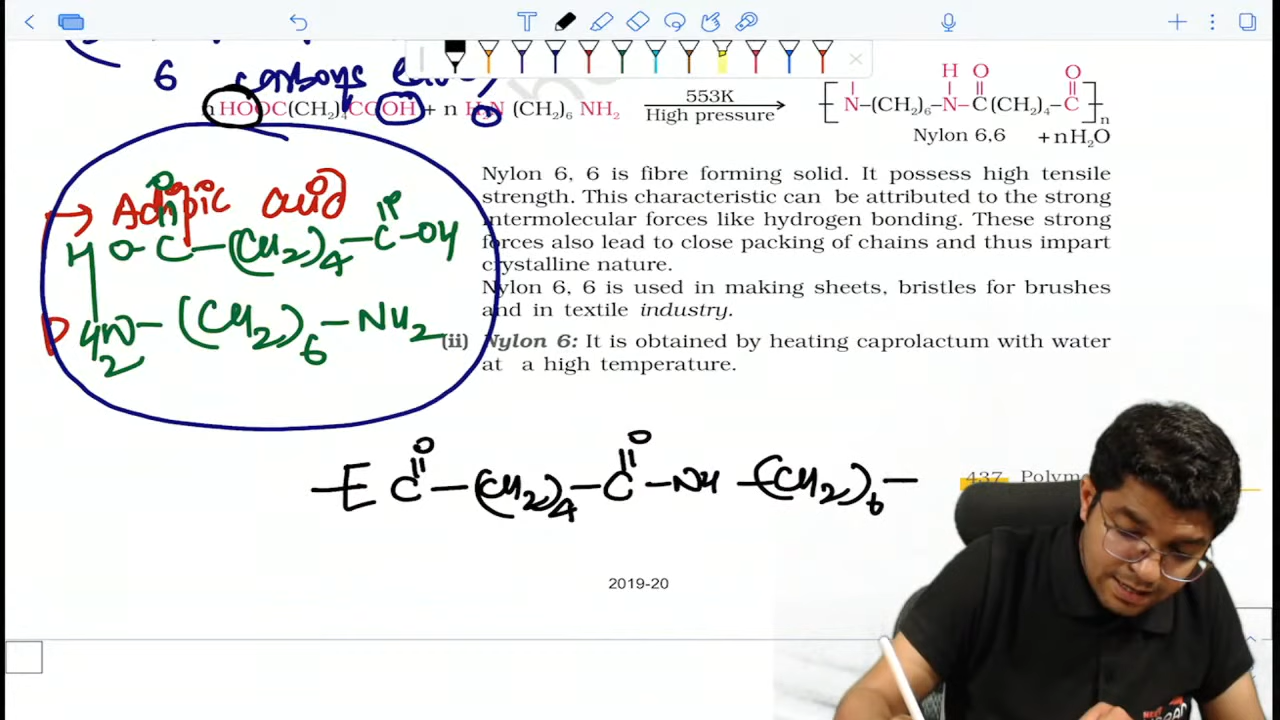 6 carbons
n HOOC(CH₂)₄COOH + n H₂N (CH₂)₆ NH₂
553K
High pressure
H H O O
[ N–(CH₂)₆–N–C(CH₂)₄–C ]n
Nylon 6,6 +nH₂O
Nylon 6, 6 is fibre forming solid. It possess high tensile
strength. This characteristic can be attributed to the strong
intermolecular forces like hydrogen bonding. These strong
forces also lead to close packing of chains and thus impart
crystalline nature.
Nylon 6, 6 is used in making sheets, bristles for brushes
and in textile industry.
(ii) Nylon 6: It is obtained by heating caprolactum with water
at a high temperature.
→ Adipic acid
O O
H O–C–(CH₂)₄–C–OH
H₂N–(CH₂)₆–NH₂
O O
–[ C–(CH₂)₄–C–NH–(CH₂)₆–
437 Polyme
2019-20